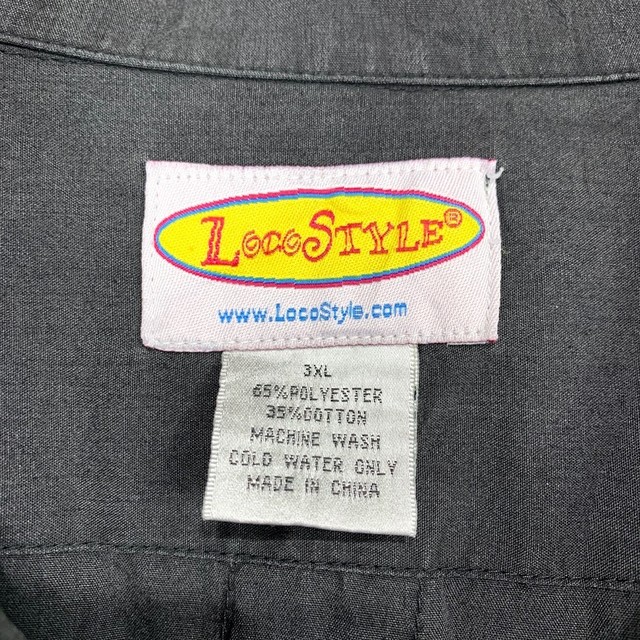 LOCOSTYLE®
www.LocoStyle.com
3XL
65%POLYESTER
35%COTTON
MACHINE WASH
COLD WATER ONLY
MADE IN CHINA